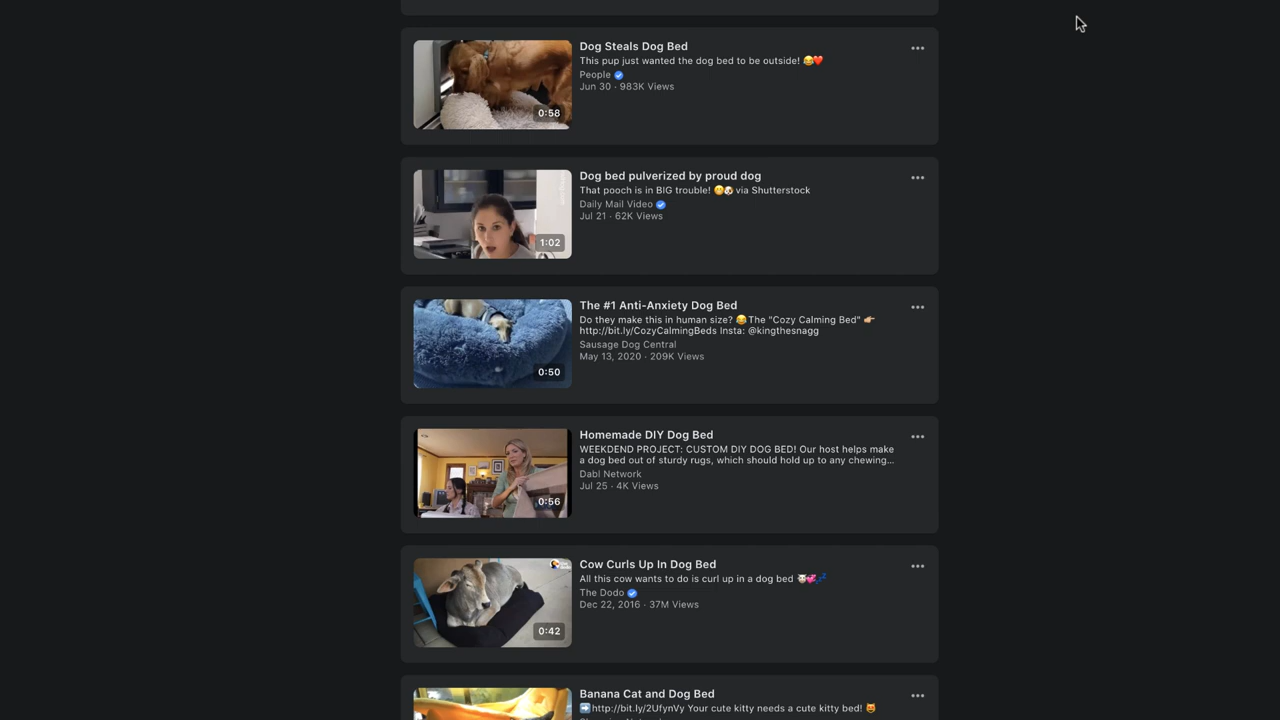 Dog Steals Dog Bed
This pup just wanted the dog bed to be outside! 😂❤️
People
Jun 30 · 983K Views
0:58
Dog bed pulverized by proud dog
That pooch is in BIG trouble! 🤭🐶 via Shutterstock
Daily Mail Video
Jul 21 · 62K Views
1:02
The #1 Anti-Anxiety Dog Bed
Do they make this in human size? 😂The "Cozy Calming Bed" 👉🏼
http://bit.ly/CozyCalmingBeds Insta: @kingthesnagg
Sausage Dog Central
May 13, 2020 · 209K Views
0:50
Homemade DIY Dog Bed
WEEKDEND PROJECT: CUSTOM DIY DOG BED! Our host helps make
a dog bed out of sturdy rugs, which should hold up to any chewing...
Dabl Network
Jul 25 · 4K Views
0:56
Cow Curls Up In Dog Bed
All this cow wants to do is curl up in a dog bed 🐮💞💤
The Dodo
Dec 22, 2016 · 37M Views
0:42
Banana Cat and Dog Bed
➡️http://bit.ly/2UfynVy Your cute kitty needs a cute kitty bed! 😻